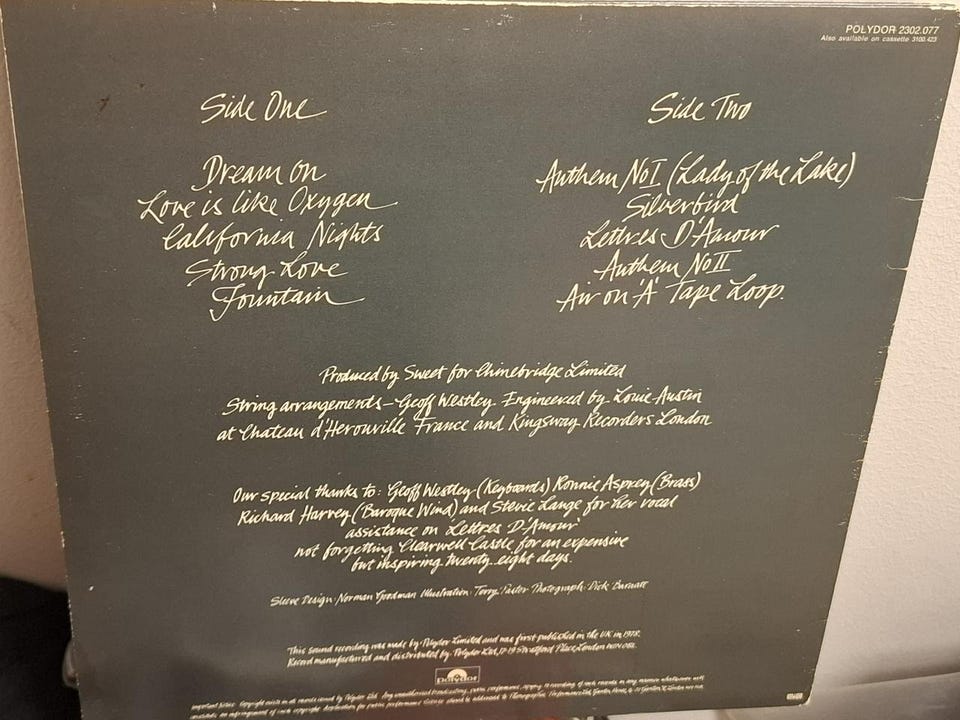 POLYDOR 2302.077
Also available on cassette 3100.423
Side One
Dream on
Love is like Oxygen
California Nights
Strong Love
Fountain
Side Two
Anthem No I (Lady of the Lake)
Silverbird
Lettres D'Amour
Anthem No II
Air on 'A' Tape Loop.
Produced by Sweet for Chinebridge Limited
String arrangements - Geoff Westley. Engineered by Louie Austin
at Chateau d'Herouville France and Kingsway Recorders London
Our special thanks to: Geoff Westley (Keyboards) Ronnie Asprey (Brass)
Richard Harvey ('Baroque Wind) and Stevie Lange for her vocal
assistance on 'Lettres D'Amour'
not forgetting Clearwell Castle for an expensive
but inspiring twenty-eight days.
Sleeve Design: Norman Goodman Illustration: Terry Pastor Photograph: Dick Barnatt
This sound recording was made by Polydor Limited and was first published in the UK in 1978.
Record manufactured and distributed by Polydor Ltd, 17-19 Stratford Place, London
polydor